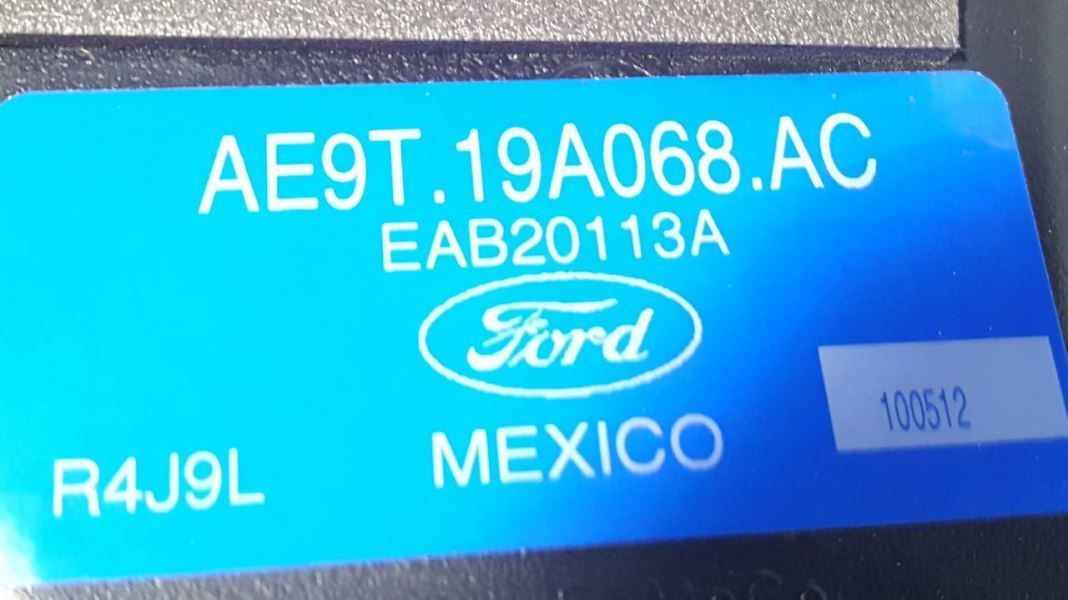 AE9T.19A068.AC
EAB20113A
Ford
100512
MEXICO
R4J9L